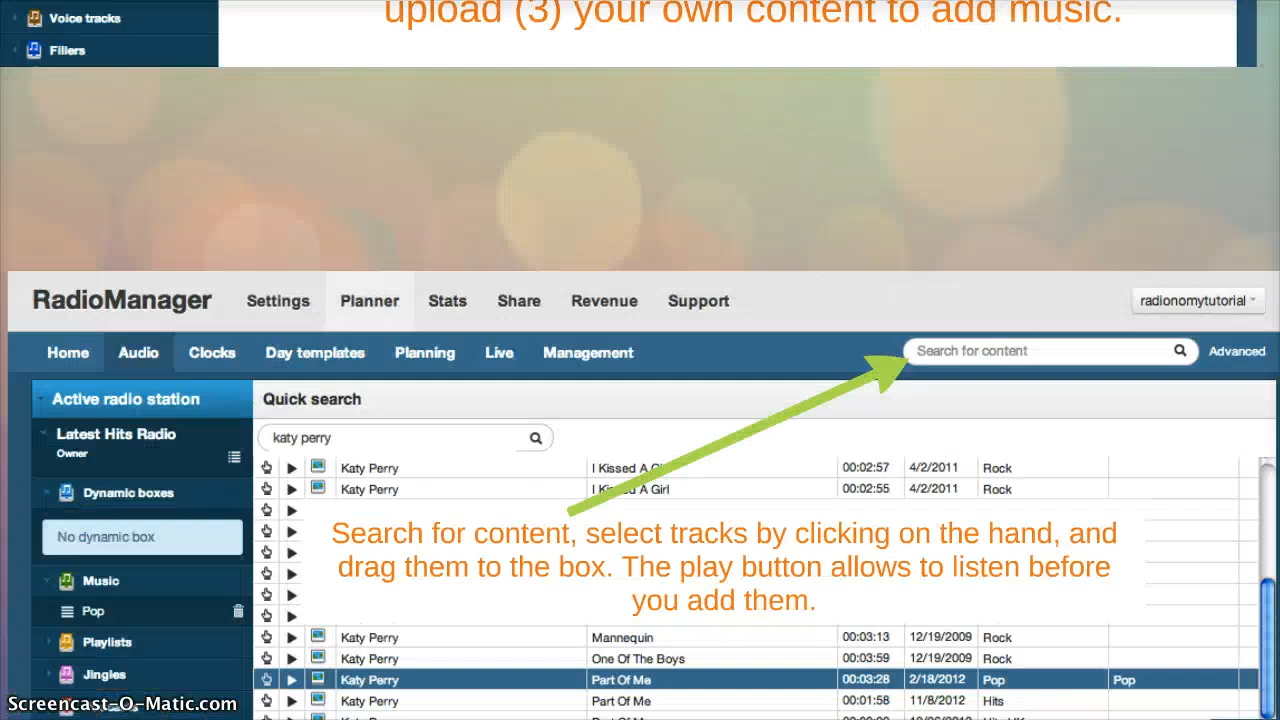 Voice tracks
upload (3) your own content to add music.
Fillers
RadioManager Settings Planner Stats Share Revenue Support radionomytutorial
Home Audio Clocks Day templates Planning Live Management Search for content Advanced
Active radio station Quick search
Latest Hits Radio
Owner
katy perry
Katy Perry I Kissed A Girl 00:02:57 4/2/2011 Rock
Dynamic boxes Katy Perry I Kissed A Girl 00:02:55 4/2/2011 Rock
No dynamic box
Search for content, select tracks by clicking on the hand, and
drag them to the box. The play button allows to listen before
you add them.
Music
Pop
Playlists Katy Perry Mannequin 00:03:13 12/19/2009 Rock
Katy Perry One Of The Boys 00:03:59 12/19/2009 Rock
Jingles Katy Perry Part Of Me 00:03:28 2/18/2012 Pop Pop
Katy Perry Part Of Me 00:01:58 11/8/2012 Hits
Screencast-O-Matic.com